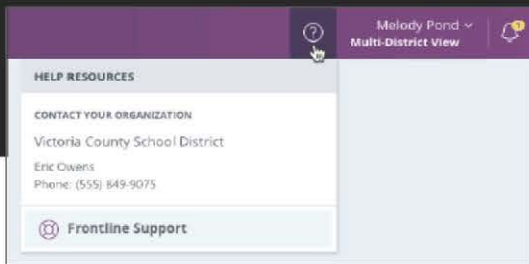 Melody Pond
Multi-District View
HELP RESOURCES
CONTACT YOUR ORGANIZATION
Victoria County School District
Eric Owens
Phone: (555) 849-9075
Frontline Support